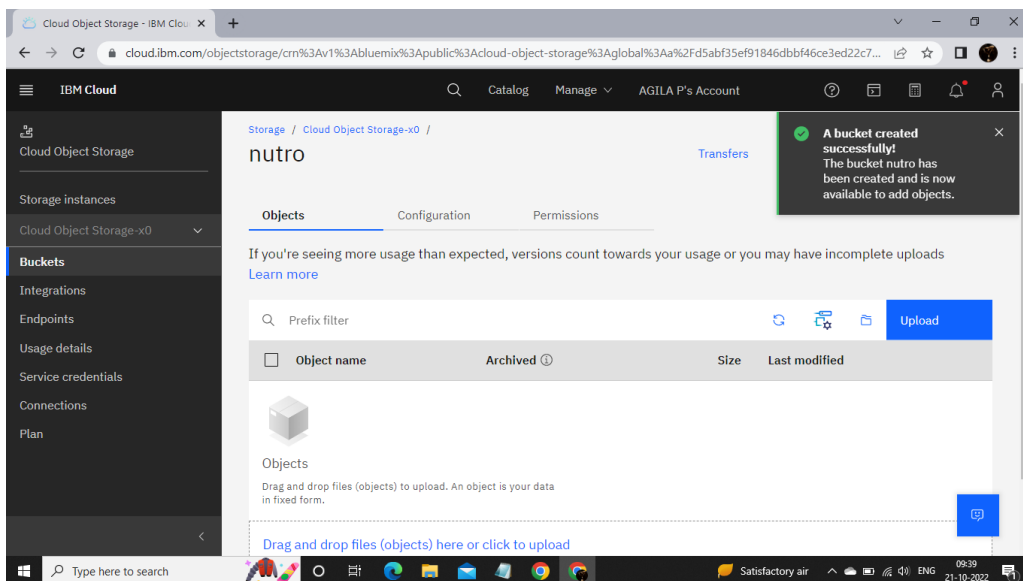 Cloud Object Storage - IBM Clou
cloud.ibm.com/objectstorage/crn%3Av1%3Abluemix%3Apublic%3Acloud-object-storage%3Aglobal%3Aa%2Fd5abf35ef91846dbbf46ce3ed22c7...
IBM Cloud
Catalog
Manage
AGILA P's Account
Cloud Object Storage
Storage instances
Cloud Object Storage-x0
Buckets
Integrations
Endpoints
Usage details
Service credentials
Connections
Plan
Storage / Cloud Object Storage-x0 /
nutro
Transfers
A bucket created
successfully!
The bucket nutro has
been created and is now
available to add objects.
Objects
Configuration
Permissions
If you're seeing more usage than expected, versions count towards your usage or you may have incomplete uploads
Learn more
Prefix filter
Upload
Object name
Archived
Size
Last modified
Objects
Drag and drop files (objects) to upload. An object is your data
in fixed form.
Drag and drop files (objects) here or click to upload
Type here to search
Satisfactory air
ENG
09:39
21-10-2022